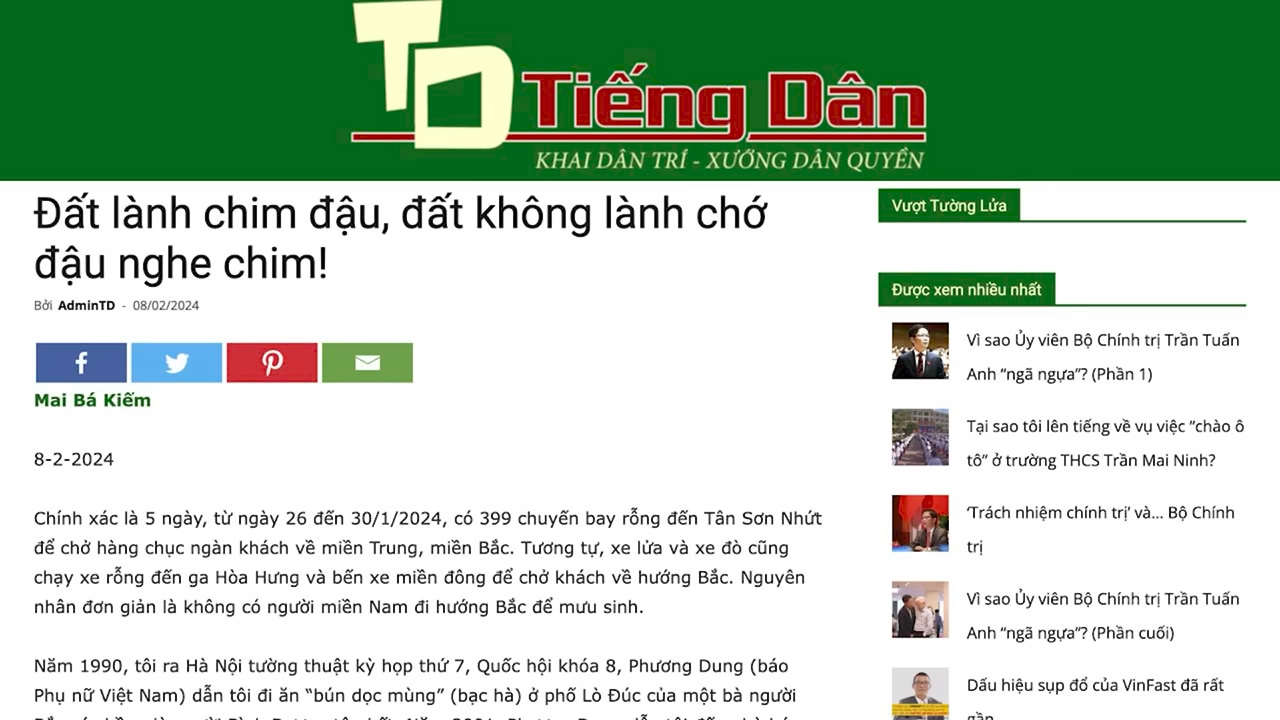 TD Tiếng Dân
KHAI DÂN TRÍ - XƯỚNG DÂN QUYỀN
Đất lành chim đậu, đất không lành chớ
đậu nghe chim!
Bởi AdminTD - 08/02/2024
Mai Bá Kiếm
8-2-2024
Chính xác là 5 ngày, từ ngày 26 đến 30/1/2024, có 399 chuyến bay rỗng đến Tân Sơn Nhứt
để chở hàng chục ngàn khách về miền Trung, miền Bắc. Tương tự, xe lửa và xe đò cũng
chạy xe rỗng đến ga Hòa Hưng và bến xe miền đông để chở khách về hướng Bắc. Nguyên
nhân đơn giản là không có người miền Nam đi hướng Bắc để mưu sinh.
Năm 1990, tôi ra Hà Nội tường thuật kỳ họp thứ 7, Quốc hội khóa 8, Phương Dung (báo
Phụ nữ Việt Nam) dẫn tôi đi ăn “bún dọc mùng” (bạc hà) ở phố Lò Đúc của một bà người
Vượt Tường Lửa
Được xem nhiều nhất
Vì sao Ủy viên Bộ Chính trị Trần Tuấn
Anh “ngã ngựa”? (Phần 1)
Tại sao tôi lên tiếng về vụ việc “chào ô
tô” ở trường THCS Trần Mai Ninh?
‘Trách nhiệm chính trị’ và... Bộ Chính
trị
Vì sao Ủy viên Bộ Chính trị Trần Tuấn
Anh “ngã ngựa”? (Phần cuối)
Dấu hiệu sụp đổ của VinFast đã rất
gần